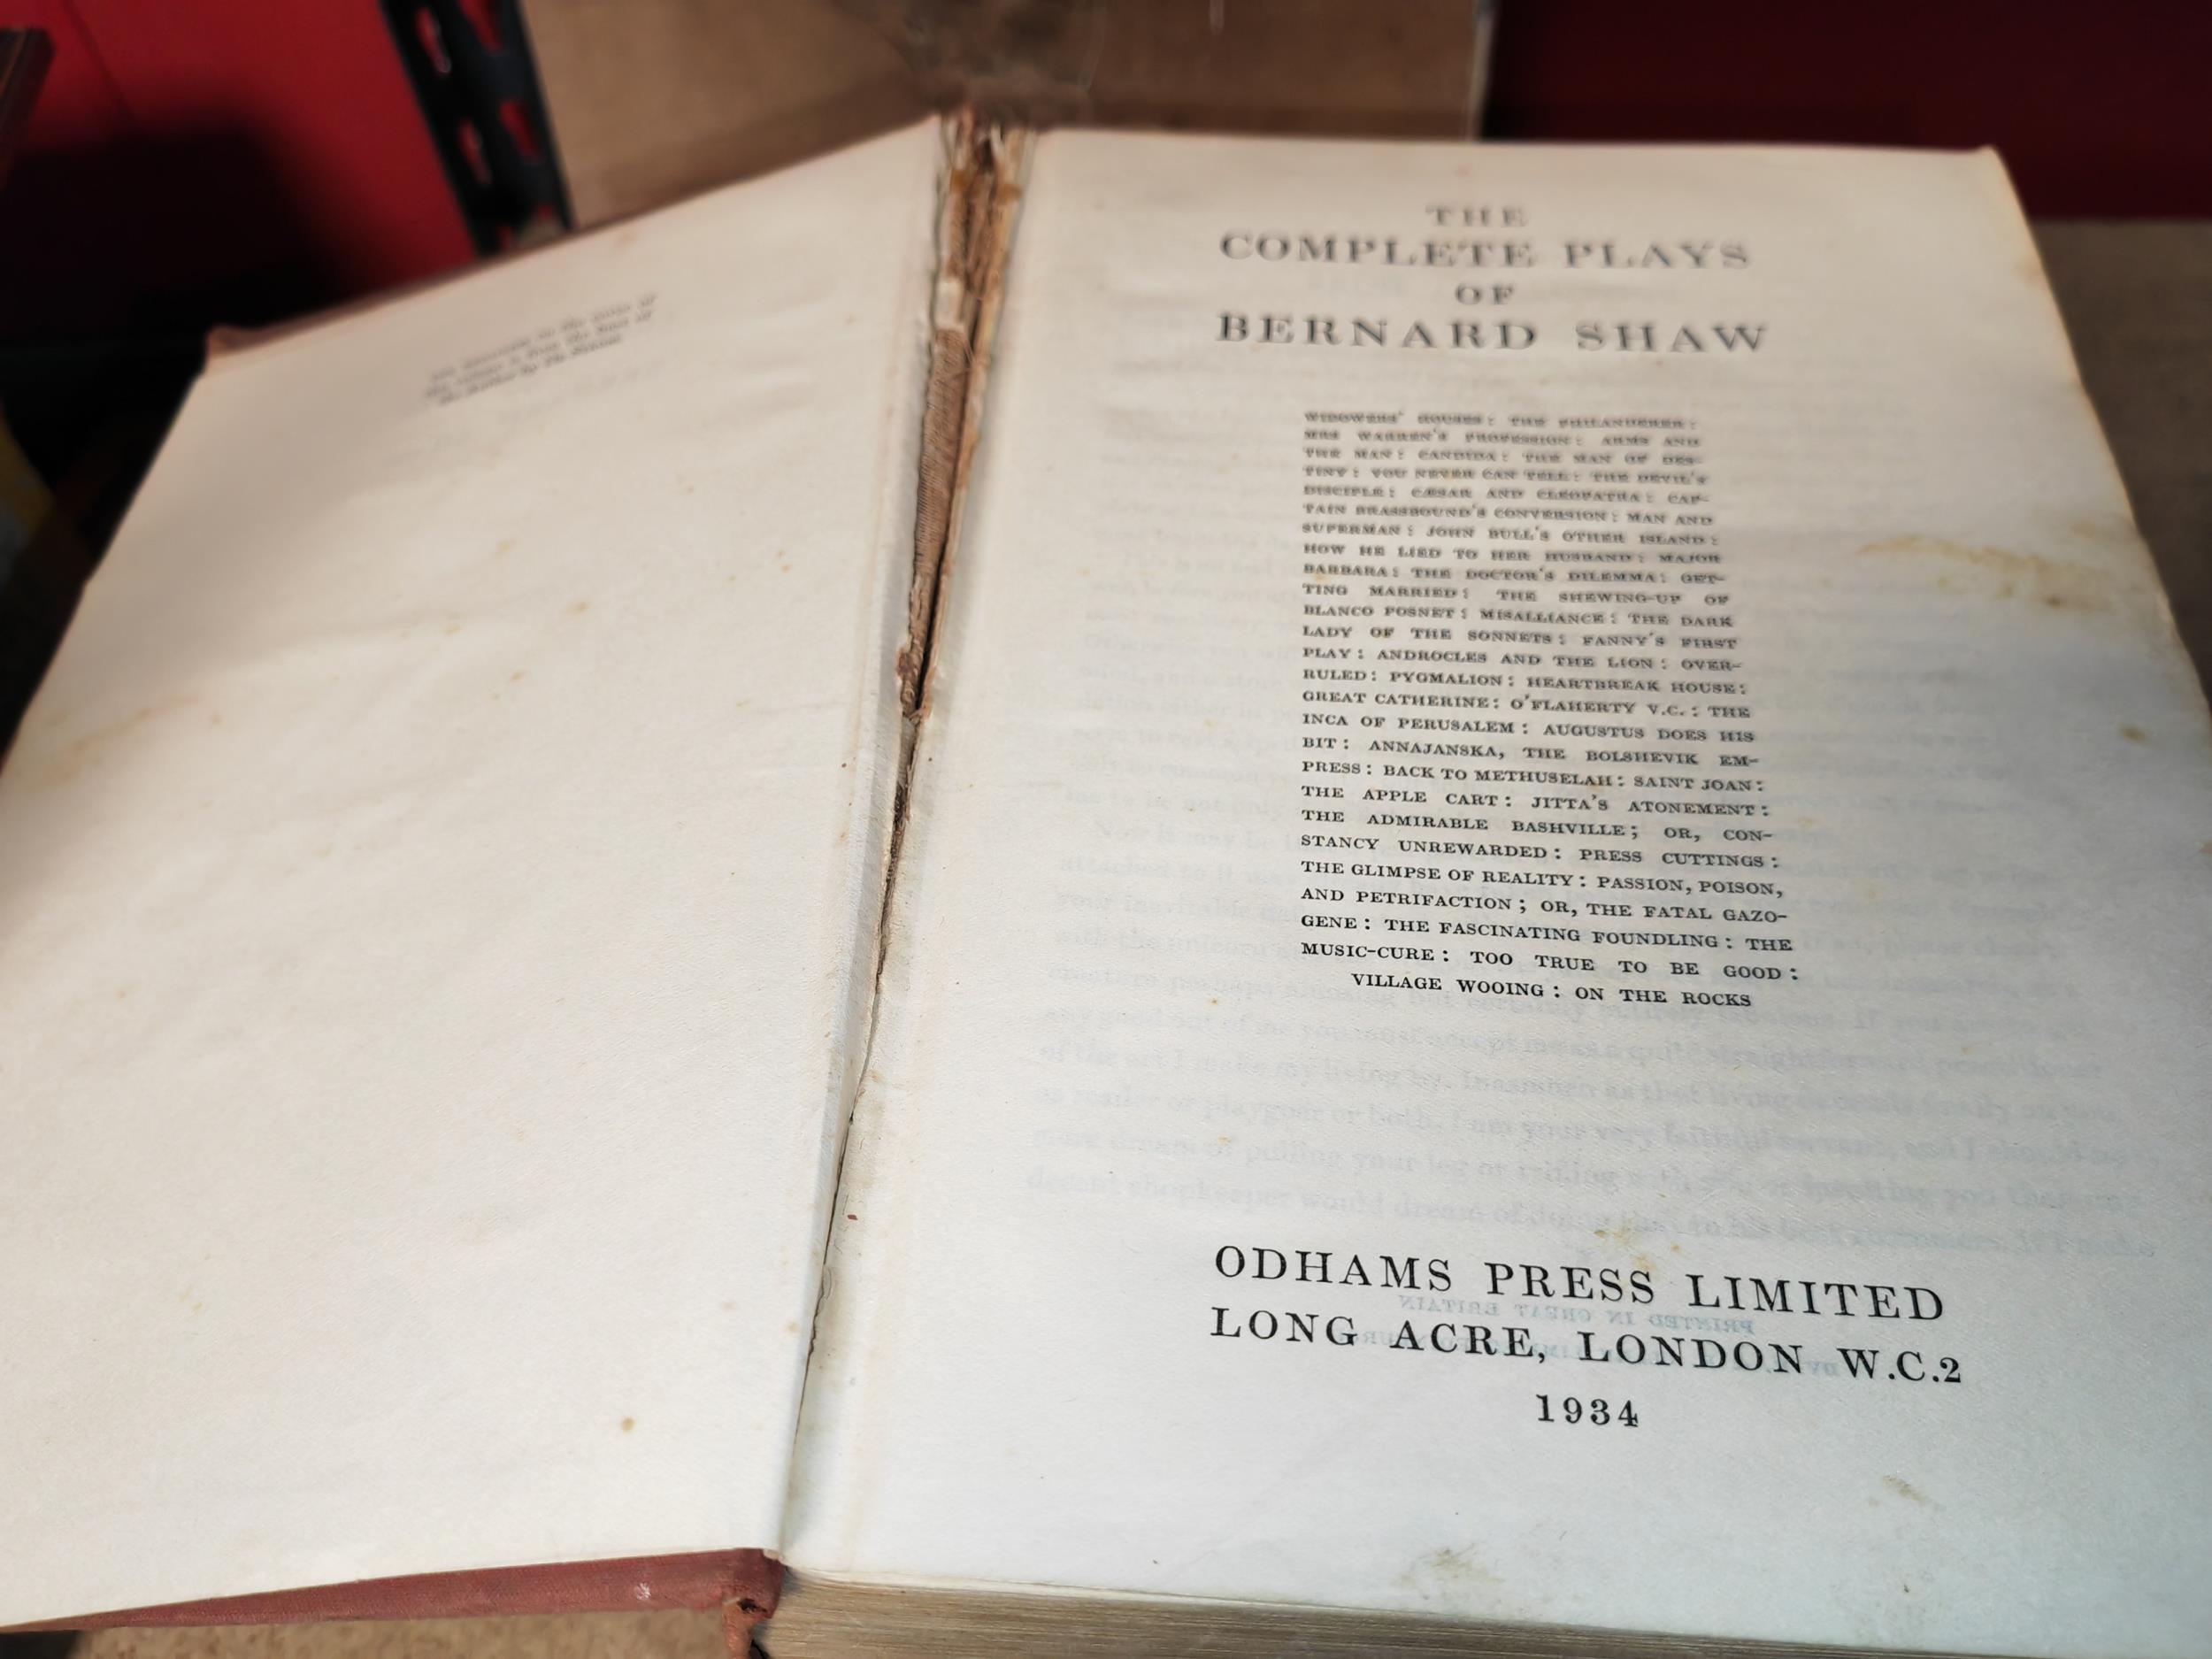 THE
COMPLETE PLAYS
OF
BERNARD SHAW
WIDOWERS' HOUSES : THE PHILANDERER :
MRS WARREN'S PROFESSION : ARMS AND
THE MAN : CANDIDA : THE MAN OF DES-
TINY : YOU NEVER CAN TELL : THE DEVIL'S
DISCIPLE : CÆSAR AND CLEOPATRA : CAP-
TAIN BRASSBOUND'S CONVERSION : MAN AND
SUPERMAN : JOHN BULL'S OTHER ISLAND :
HOW HE LIED TO HER HUSBAND : MAJOR
BARBARA : THE DOCTOR'S DILEMMA : GET-
TING MARRIED : THE SHEWING-UP OF
BLANCO POSNET : MISALLIANCE : THE DARK
LADY OF THE SONNETS : FANNY'S FIRST
PLAY : ANDROCLES AND THE LION : OVER-
RULED : PYGMALION : HEARTBREAK HOUSE :
GREAT CATHERINE : O'FLAHERTY V.C. : THE
INCA OF PERUSALEM : AUGUSTUS DOES HIS
BIT : ANNAJANSKA, THE BOLSHEVIK EM-
PRESS : BACK TO METHUSELAH : SAINT JOAN :
THE APPLE CART : JITTA'S ATONEMENT :
THE ADMIRABLE BASHVILLE ; OR, CON-
STANCY UNREWARDED : PRESS CUTTINGS :
THE GLIMPSE OF REALITY : PASSION, POISON,
AND PETRIFACTION ; OR, THE FATAL GAZO-
GENE : THE FASCINATING FOUNDLING : THE
MUSIC-CURE : TOO TRUE TO BE GOOD :
VILLAGE WOOING : ON THE ROCKS
ODHAMS PRESS LIMITED
LONG ACRE, LONDON W.C.2
1934